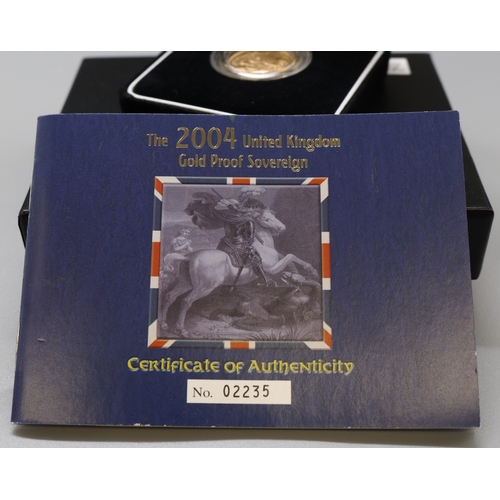 The 2004 United Kingdom
Gold Proof Sovereign
Certificate of Authenticity
No. 02235